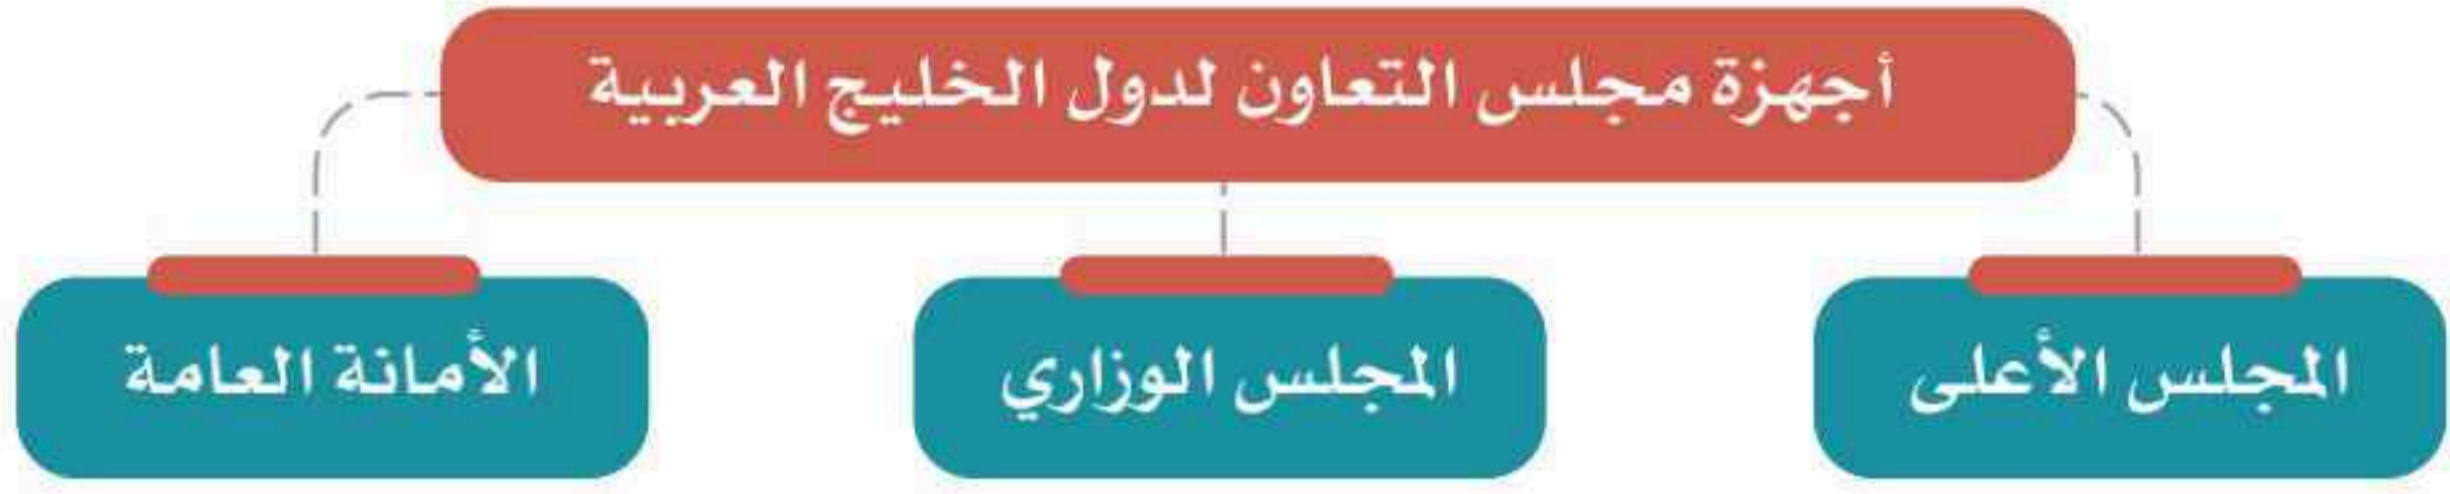 أجهزة مجلس التعاون لدول الخليج العربية
المجلس الأعلى
المجلس الوزاري
الأمانة العامة